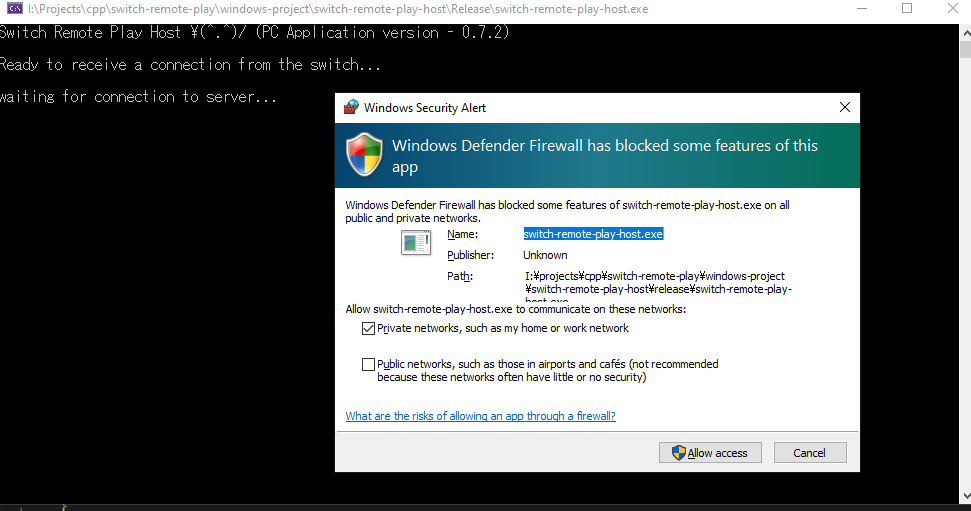 I:\Projects\cpp\switch-remote-play\windows-project\switch-remote-play-host\Release\switch-remote-play-host.exe
Switch Remote Play Host ¥(^.^)/ (PC Application version - 0.7.2)
Ready to receive a connection from the switch...
waiting for connection to server...
Windows Security Alert
Windows Defender Firewall has blocked some features of this
app
Windows Defender Firewall has blocked some features of switch-remote-play-host.exe on all
public and private networks.
Name: switch-remote-play-host.exe
Publisher: Unknown
Path: I:¥projects¥cpp¥switch-remote-play¥windows-project
¥switch-remote-play-host¥release¥switch-remote-play-
host.exe
Allow switch-remote-play-host.exe to communicate on these networks:
Private networks, such as my home or work network
Public networks, such as those in airports and cafés (not recommended
because these networks often have little or no security)
What are the risks of allowing an app through a firewall?
Allow access Cancel